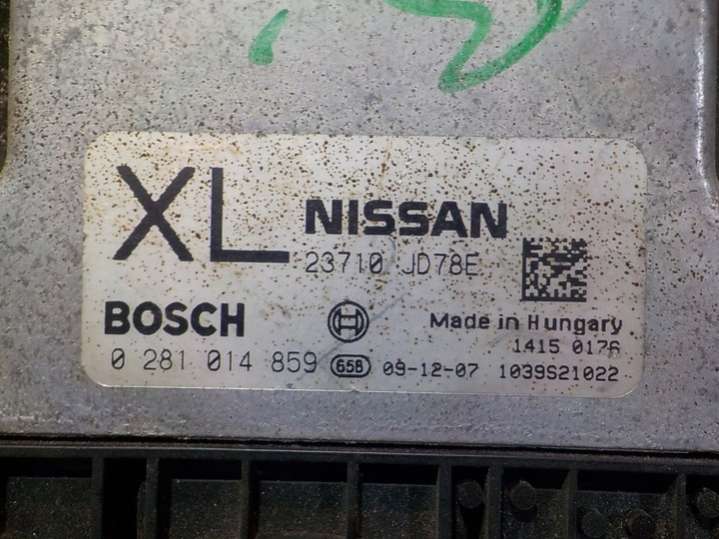 XL NISSAN
23710 JD78E
BOSCH Made in Hungary
1415 0176
0 281 014 859 658 09-12-07 1039S21022